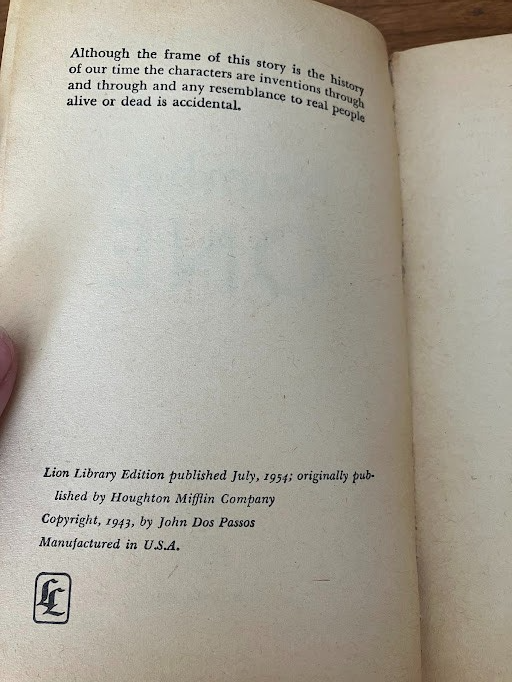 Although the frame of this story is the history
of our time the characters are inventions through
and through and any resemblance to real people
alive or dead is accidental.
Lion Library Edition published July, 1954; originally pub-
lished by Houghton Mifflin Company
Copyright, 1943, by John Dos Passos
Manufactured in U.S.A.
LL